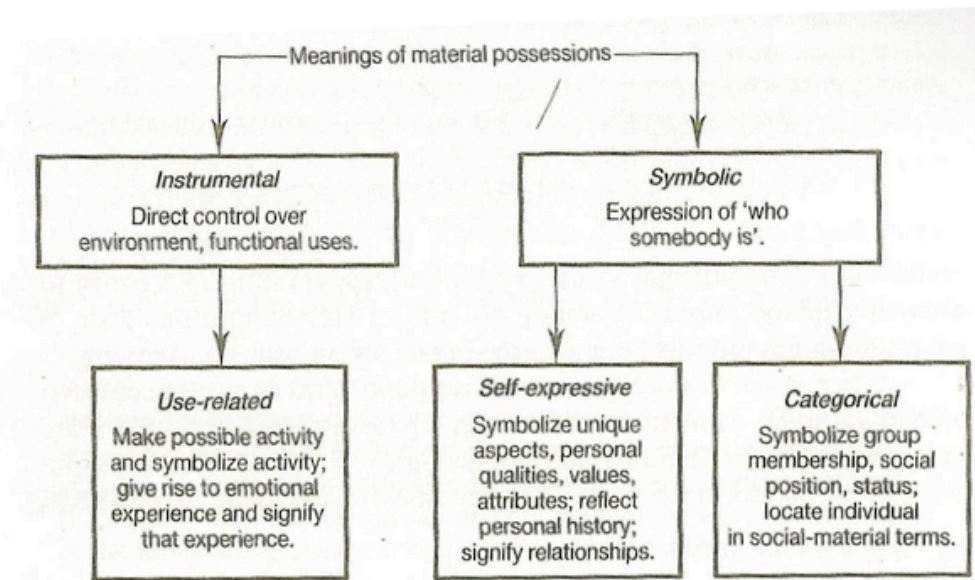 Meanings of material possessions
Instrumental
Direct control over
environment, functional uses.
Symbolic
Expression of 'who
somebody is'.
Use-related
Make possible activity
and symbolize activity;
give rise to emotional
experience and signify
that experience.
Self-expressive
Symbolize unique
aspects, personal
qualities, values,
attributes; reflect
personal history;
signify relationships.
Categorical
Symbolize group
membership, social
position, status;
locate individual
in social-material terms.